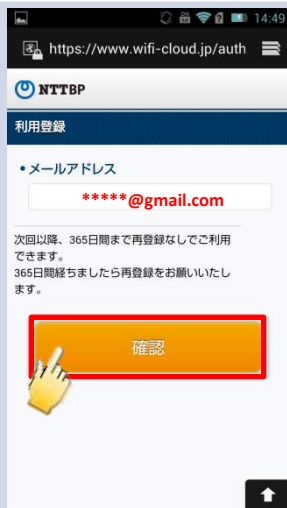 14:49
https://www.wifi-cloud.jp/auth
NTTBP
利用登録
•メールアドレス
*****@gmail.com
次回以降、365日間まで再登録なしでご利用
できます。
365日間経ちましたら再登録をお願いいたし
ます。
確認